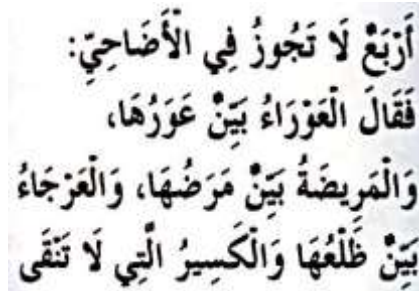 أَرْبَعٌ لَا تَجُوزُ فِي الْأَضَاحِيِّ:
فَقَالَ الْعَوْرَاءُ بَيِّنٌ عَوَرُهَا،
وَالْمَرِيضَةُ بَيِّنٌ مَرَضُهَا، وَالْعَرْجَاءُ
بَيِّنٌ ظَلْعُهَا وَالْكَسِيرُ الَّتِي لَا تَنْقَى